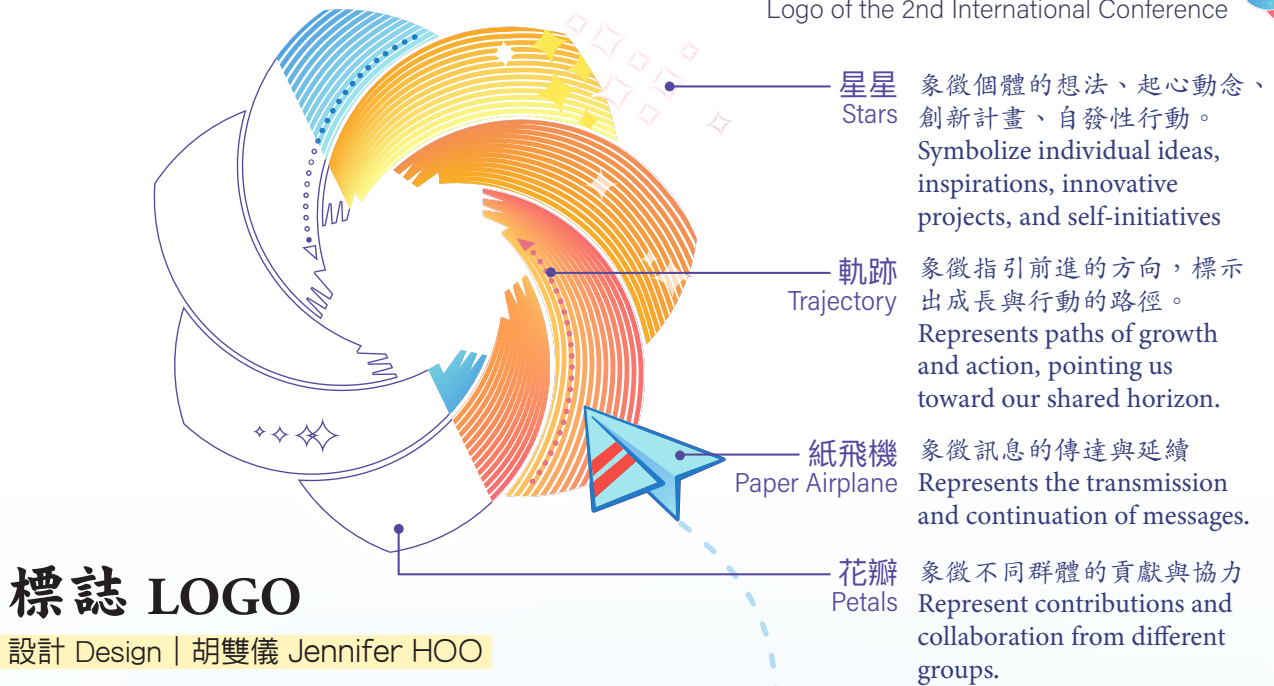 Logo of the 2nd International Conference
星星
Stars
象徵個體的想法、起心動念、
創新計畫、自發性行動。
Symbolize individual ideas,
inspirations, innovative
projects, and self-initiatives
軌跡
Trajectory
象徵指引前進的方向，標示
出成長與行動的路徑。
Represents paths of growth
and action, pointing us
toward our shared horizon.
紙飛機
Paper Airplane
象徵訊息的傳達與延續
Represents the transmission
and continuation of messages.
花瓣
Petals
象徵不同群體的貢獻與協力
Represent contributions and
collaboration from different
groups.
標誌 LOGO
設計 Design｜胡雙儀 Jennifer HOO